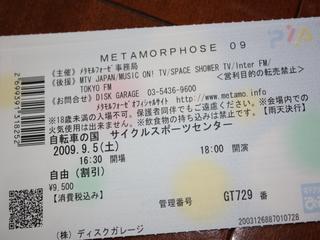 METAMORPHOSE 09
《主催》 メタモルフォーゼ事務局
《後援》 MTV JAPAN/MUSIC ON! TV/SPACE SHOWER TV/Inter FM/
TOKYO FM
＜営利目的の転売禁止＞
《お問合せ》DISK GARAGE 03-5436-9600
メタモルフォーゼオフィシャルサイト http://www.metamo.info
※18歳未満の入場不可。保護者同伴でもご遠慮ください。※会場内での
火気使用は出来ません。※飲食物の持ち込みは禁止。【雨天決行】
自転車の国 サイクルスポーツセンター
2009.9.5(土)
16:30 開場 18:00 開演
自由(割引)
¥9,500
【消費税込み】
管理番号 GT729 番
2003126887010728
(株)ディスクガレージ